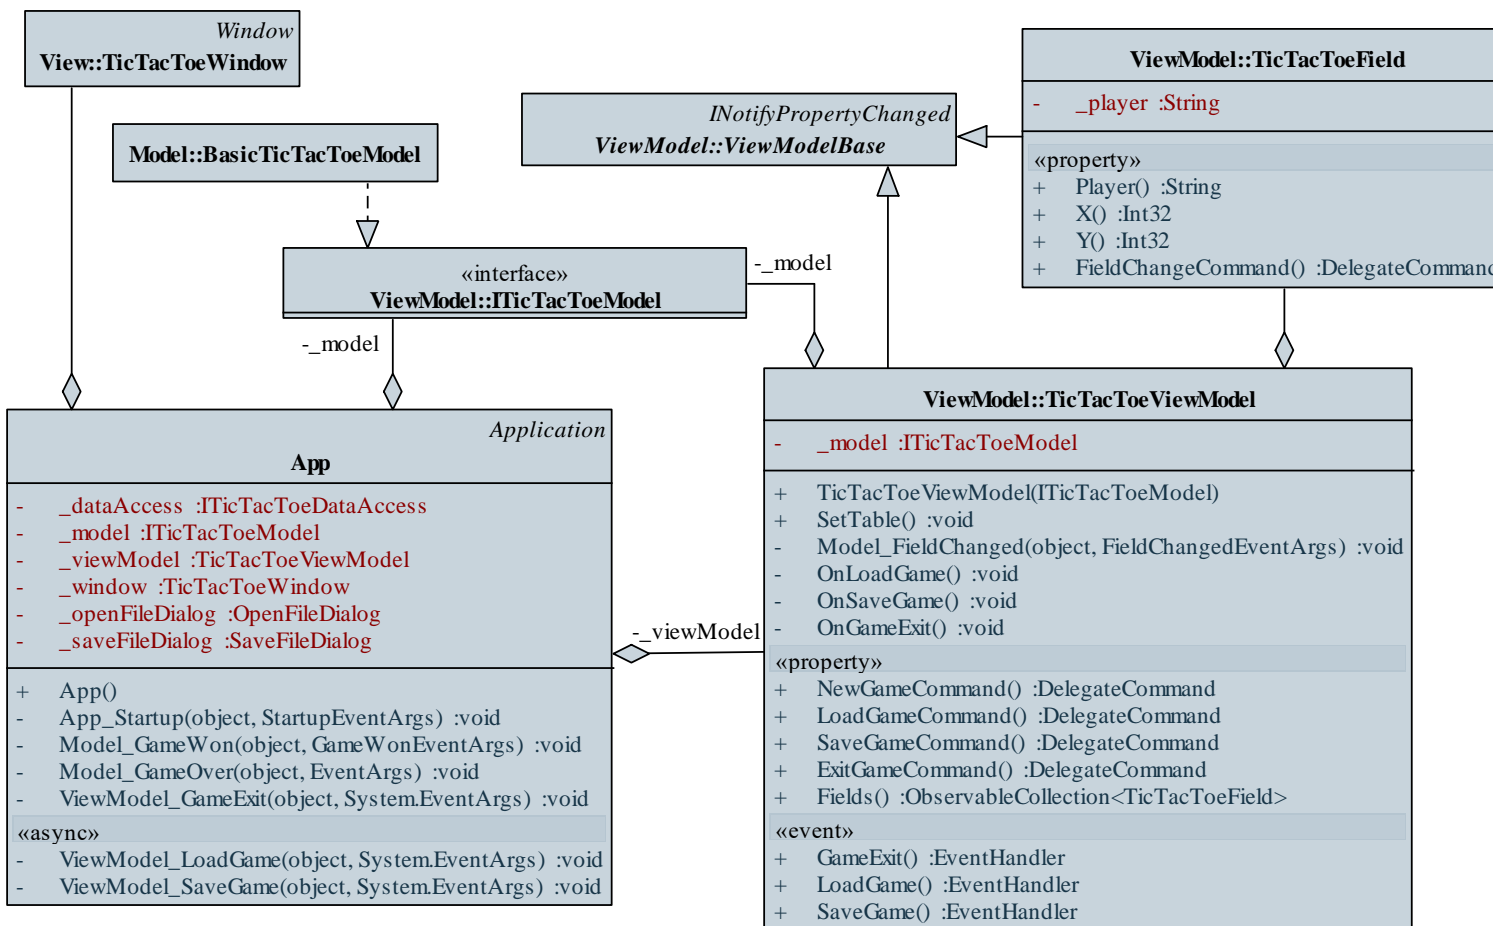 Window
View::TicTacToeWindow
Model::BasicTicTacToeModel
INotifyPropertyChanged
ViewModel::ViewModelBase
ViewModel::TicTacToeField
- _player :String
«property»
+ Player() :String
+ X() :Int32
+ Y() :Int32
+ FieldChangeCommand() :DelegateCommand
«interface»
ViewModel::ITicTacToeModel
-_model
-_model
Application
App
- _dataAccess :ITicTacToeDataAccess
- _model :ITicTacToeModel
- _viewModel :TicTacToeViewModel
- _window :TicTacToeWindow
- _openFileDialog :OpenFileDialog
- _saveFileDialog :SaveFileDialog
+ App()
- App_Startup(object, StartupEventArgs) :void
- Model_GameWon(object, GameWonEventArgs) :void
- Model_GameOver(object, EventArgs) :void
- ViewModel_GameExit(object, System.EventArgs) :void
«async»
- ViewModel_LoadGame(object, System.EventArgs) :void
- ViewModel_SaveGame(object, System.EventArgs) :void
-_viewModel
ViewModel::TicTacToeViewModel
- _model :ITicTacToeModel
+ TicTacToeViewModel(ITicTacToeModel)
+ SetTable() :void
- Model_FieldChanged(object, FieldChangedEventArgs) :void
- OnLoadGame() :void
- OnSaveGame() :void
- OnGameExit() :void
«property»
+ NewGameCommand() :DelegateCommand
+ LoadGameCommand() :DelegateCommand
+ SaveGameCommand() :DelegateCommand
+ ExitGameCommand() :DelegateCommand
+ Fields() :ObservableCollection<TicTacToeField>
«event»
+ GameExit() :EventHandler
+ LoadGame() :EventHandler
+ SaveGame() :EventHandler